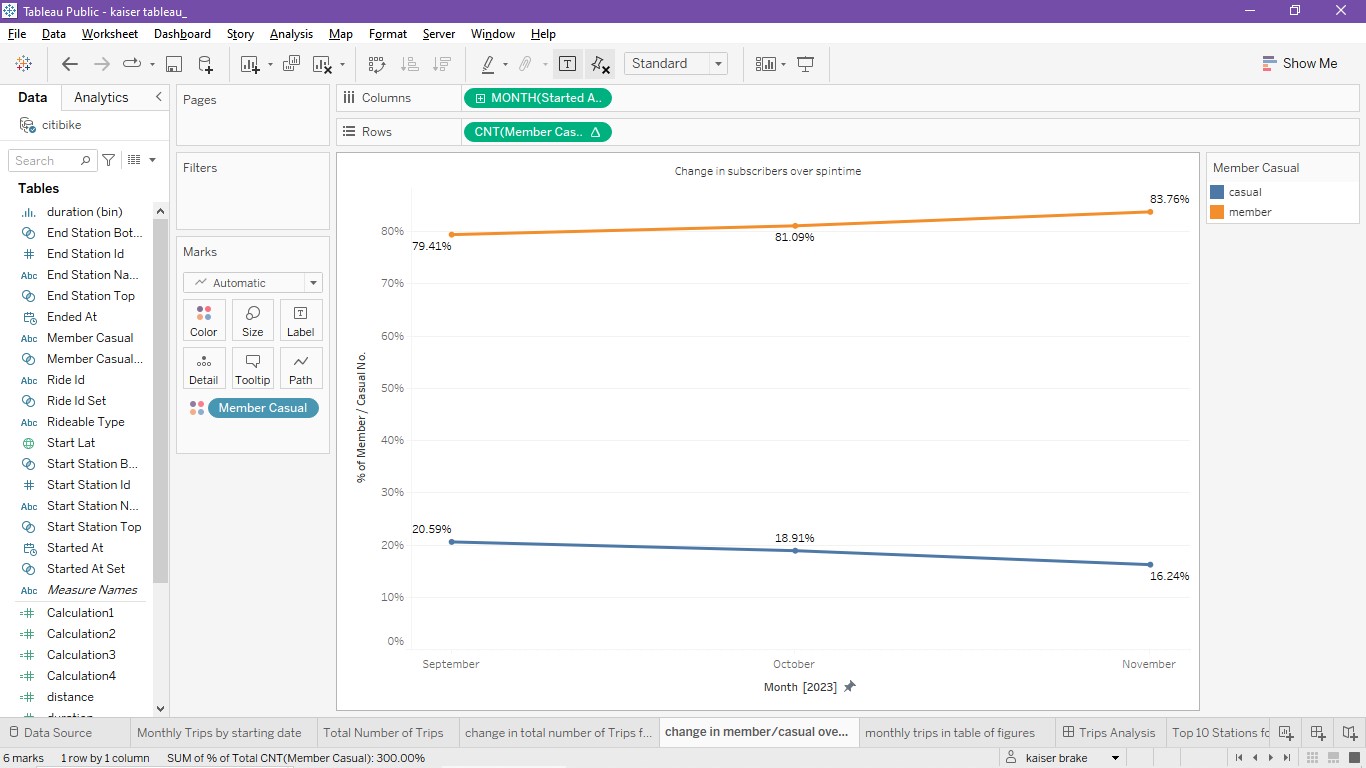 Tableau Public - kaiser tableau_
File Data Worksheet Dashboard Story Analysis Map Format Server Window Help
Standard
Show Me
Data Analytics
citibike
Search
Tables
duration (bin)
End Station Bot...
End Station Id
Abc End Station Na...
End Station Top
Ended At
Abc Member Casual
Member Casual...
Abc Ride Id
Ride Id Set
Abc Rideable Type
Start Lat
Start Station B...
Start Station Id
Abc Start Station N...
Start Station Top
Started At
Started At Set
Abc Measure Names
Calculation1
Calculation2
Calculation3
Calculation4
distance
Pages
Filters
Marks
Automatic
Color Size Label
Detail Tooltip Path
Member Casual
Columns MONTH(Started A..
Rows CNT(Member Cas..
Change in subscribers over spintime
% of Member / Casual No.
80%
70%
60%
50%
40%
30%
20%
10%
0%
79.41%
81.09%
83.76%
20.59%
18.91%
16.24%
September October November
Month [2023]
Member Casual
casual
member
Data Source Monthly Trips by starting date Total Number of Trips change in total number of Trips f... change in member/casual ove... monthly trips in table of figures Trips Analysis Top 10 Stations fo
6 marks 1 row by 1 column SUM of % of Total CNT(Member Casual): 300.00% kaiser brake